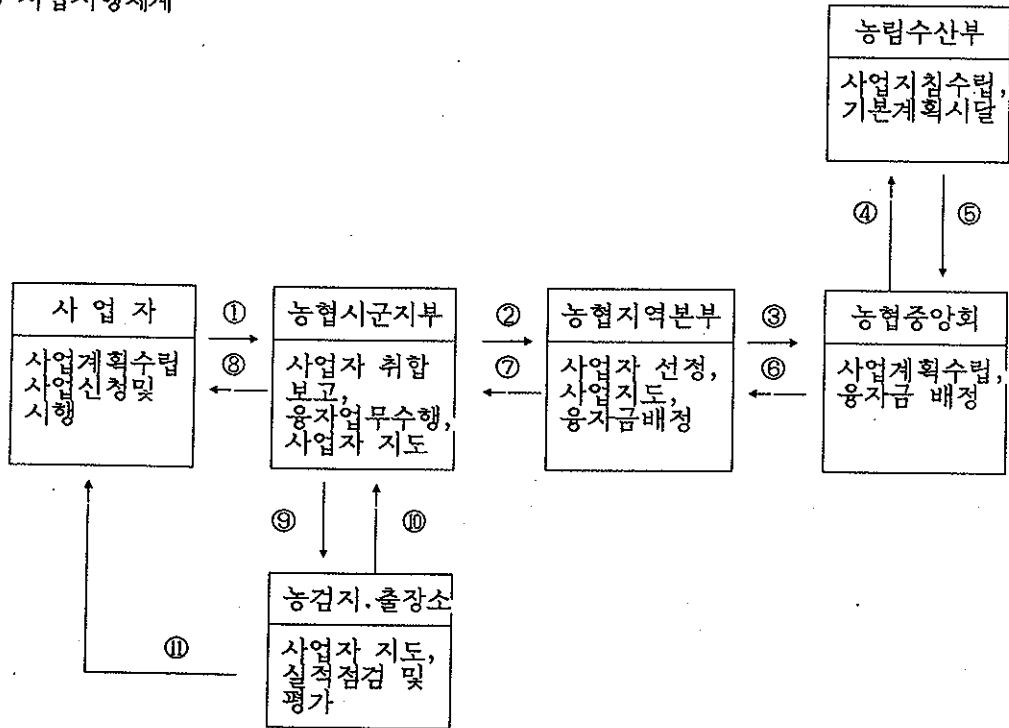 사업시행체계
농림수산부
사업지침수립,
기본계획시달
④ ⑤
사 업 자
사업계획수립
사업신청및
시행
① ⑧
농협시군지부
사업자 취합
보고,
융자업무수행,
사업자 지도
② ⑦
농협지역본부
사업자 선정,
사업지도,
융자금배정
③ ⑥
농협중앙회
사업계획수립,
융자금 배정
⑨ ⑩
농검지.출장소
사업자 지도,
실적점검 및
평가
⑪